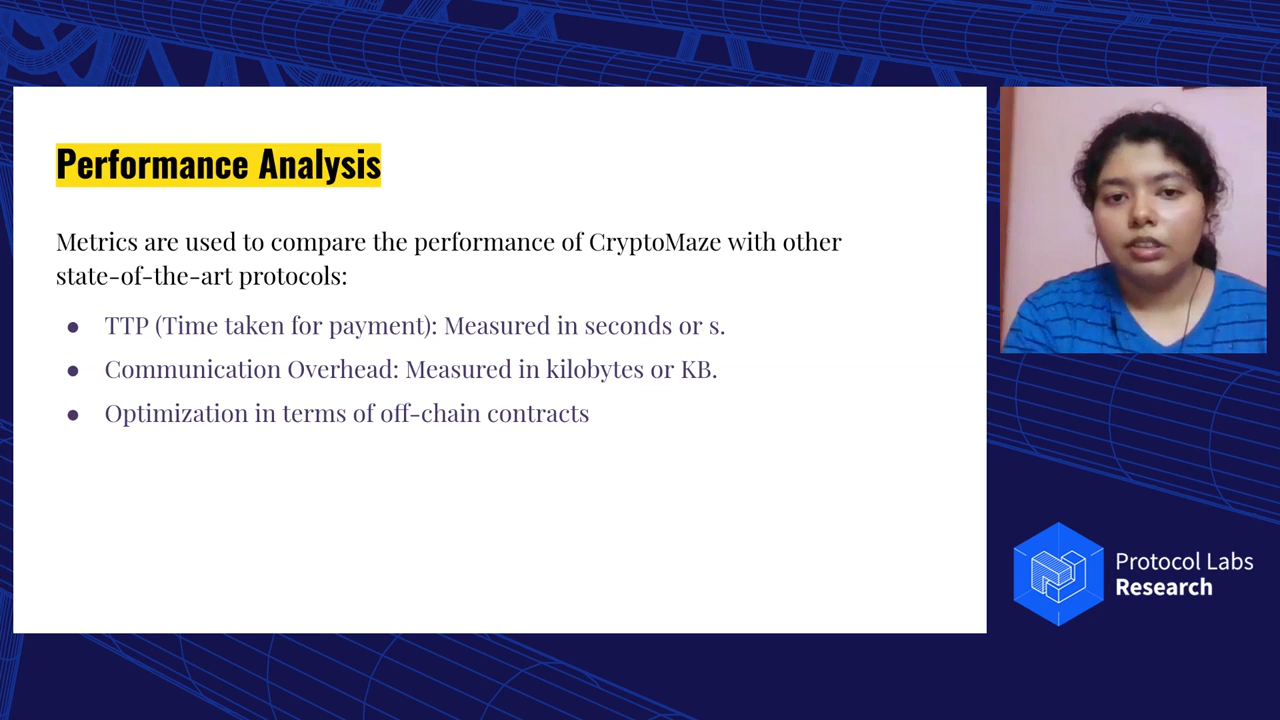 Performance Analysis
Metrics are used to compare the performance of CryptoMaze with other
state-of-the-art protocols:
● TTP (Time taken for payment): Measured in seconds or s.
● Communication Overhead: Measured in kilobytes or KB.
● Optimization in terms of off-chain contracts
Protocol Labs
Research